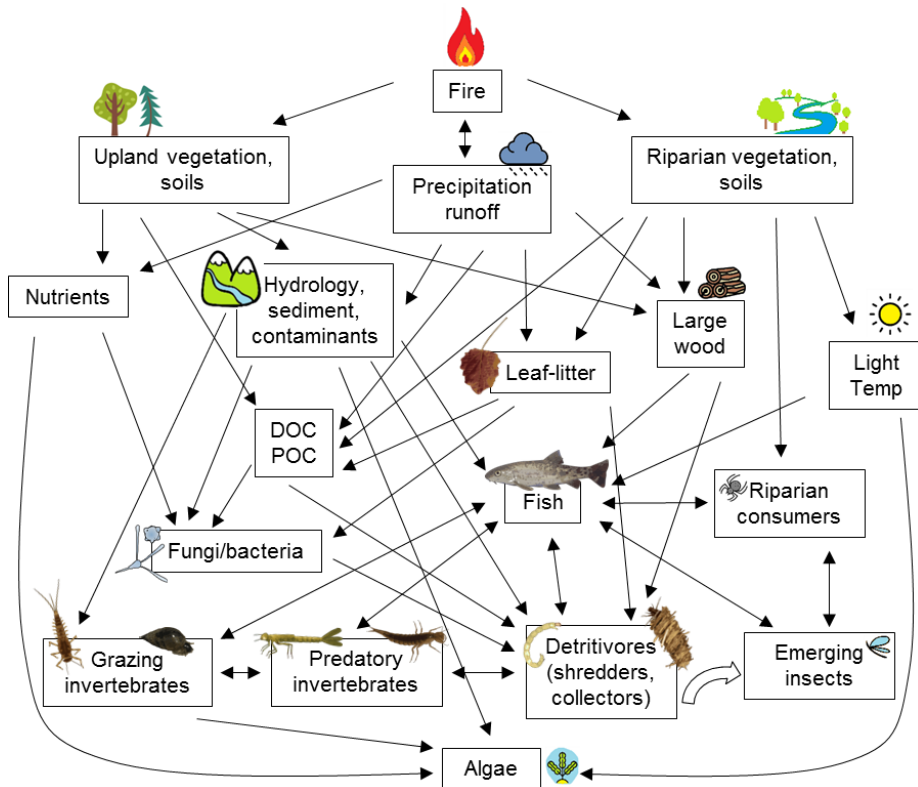 Fire
Upland vegetation,
soils
Precipitation
runoff
Riparian vegetation,
soils
Nutrients
Hydrology,
sediment,
contaminants
Large
wood
Leaf-litter
Light
Temp
DOC
POC
Fish
Riparian
consumers
Fungi/bacteria
Grazing
invertebrates
Predatory
invertebrates
Detritivores
(shredders,
collectors)
Emerging
insects
Algae